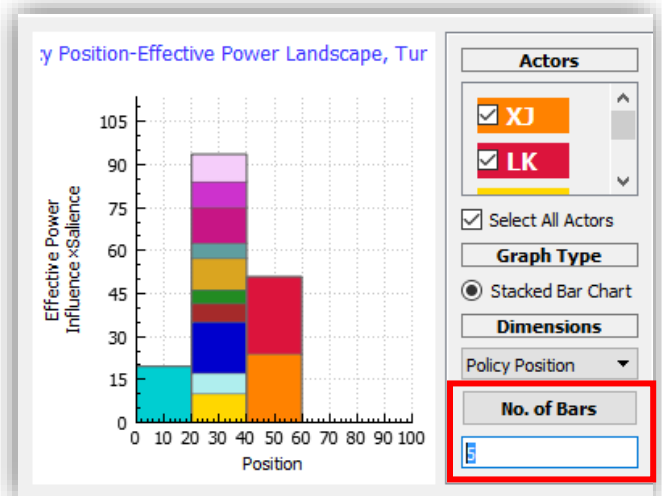 :y Position-Effective Power Landscape, Tur
Effective Power
Influence ×Salience
105
90
75
60
45
30
15
0
0 10 20 30 40 50 60 70 80 90 100
Position
Actors
XJ
LK
Select All Actors
Graph Type
Stacked Bar Chart
Dimensions
Policy Position
No. of Bars
5